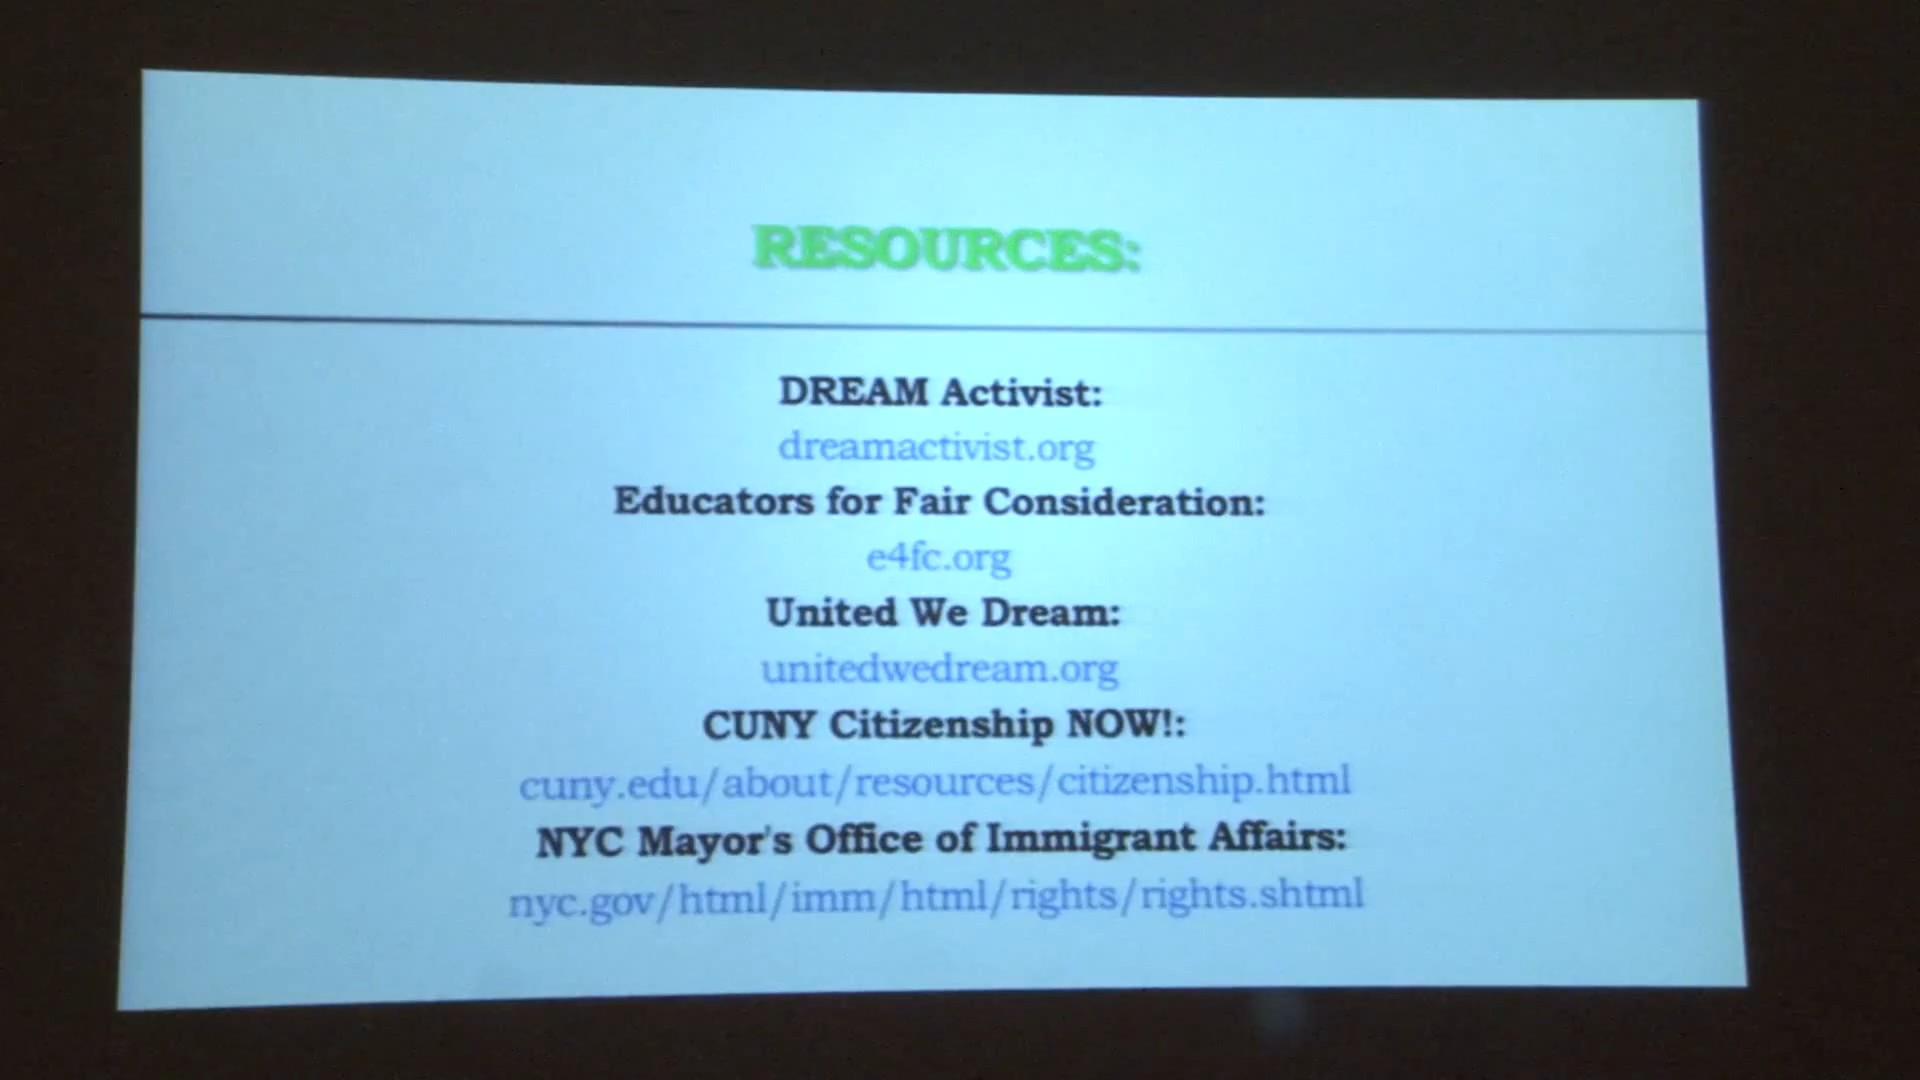 RESOURCES:
DREAM Activist:
dreamactivist.org
Educators for Fair Consideration:
e4fc.org
United We Dream:
unitedwedream.org
CUNY Citizenship NOW!:
cuny.edu/about/resources/citizenship.html
NYC Mayor's Office of Immigrant Affairs:
nyc.gov/html/imm/html/rights/rights.shtml